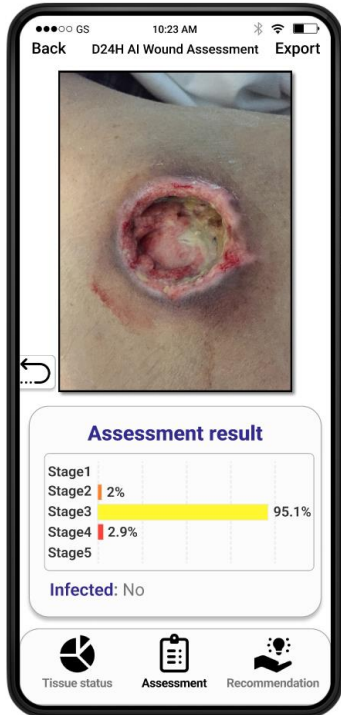 GS 10:23 AM
Back D24H AI Wound Assessment Export
Assessment result
Stage1
Stage2 2%
Stage3 95.1%
Stage4 2.9%
Stage5
Infected: No
Tissue status Assessment Recommendation